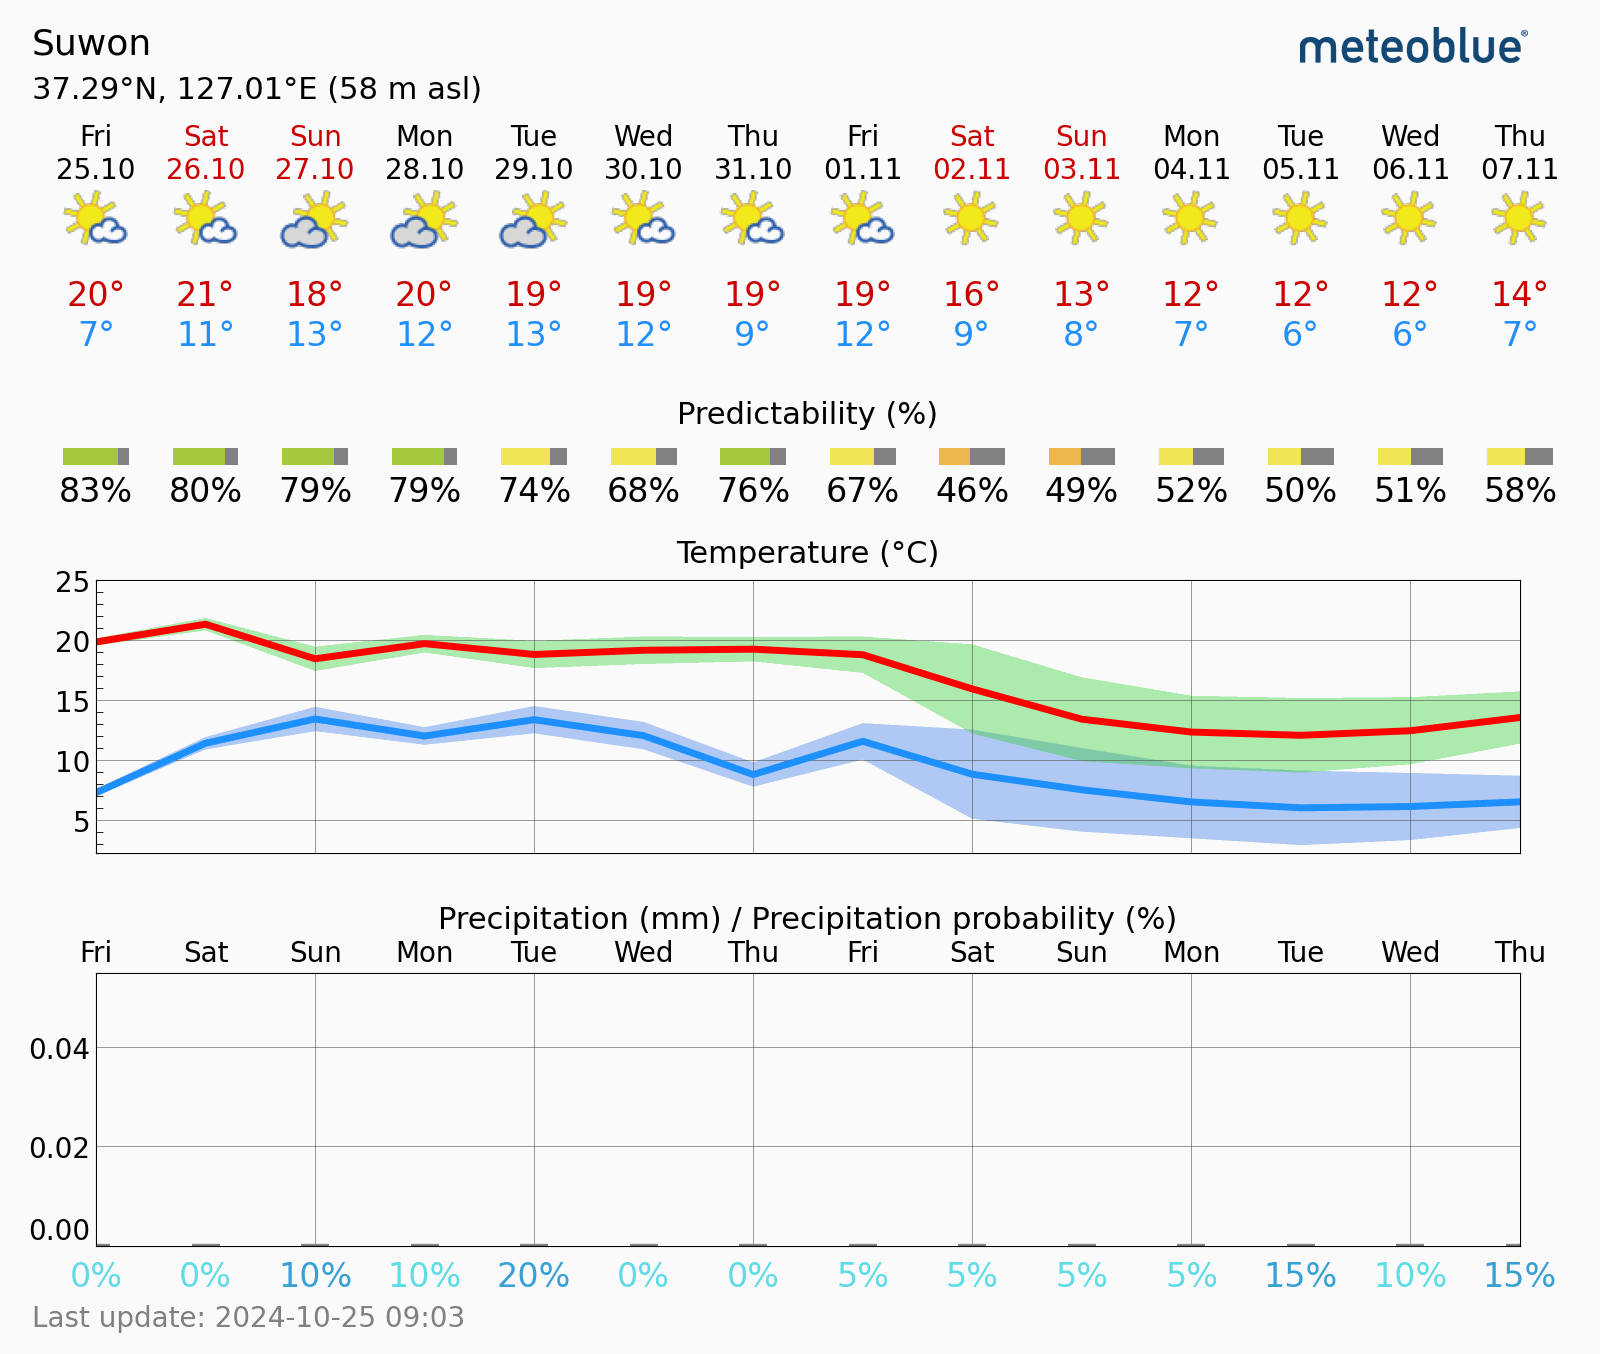 Suwon
meteoblue®
37.29°N, 127.01°E (58 m asl)
Fri Sat Sun Mon Tue Wed Thu Fri Sat Sun Mon Tue Wed Thu
25.10 26.10 27.10 28.10 29.10 30.10 31.10 01.11 02.11 03.11 04.11 05.11 06.11 07.11
20° 21° 18° 20° 19° 19° 19° 19° 16° 13° 12° 12° 12° 14°
7° 11° 13° 12° 13° 12° 9° 12° 9° 8° 7° 6° 6° 7°
Predictability (%)
83% 80% 79% 79% 74% 68% 76% 67% 46% 49% 52% 50% 51% 58%
Temperature (°C)
25
20
15
10
5
Precipitation (mm) / Precipitation probability (%)
Fri Sat Sun Mon Tue Wed Thu Fri Sat Sun Mon Tue Wed Thu
0.04
0.02
0.00
0% 0% 10% 10% 20% 0% 0% 5% 5% 5% 5% 15% 10% 15%
Last update: 2024-10-25 09:03